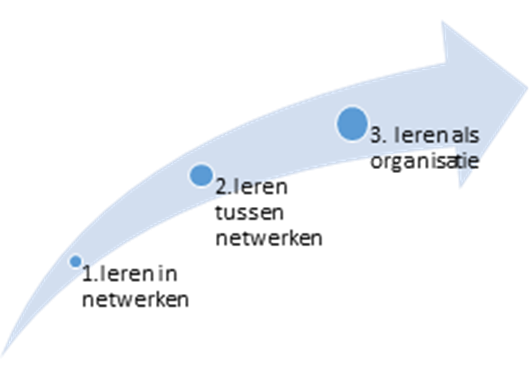 1.leren in
netwerken
2.leren
tussen
netwerken
3. leren als
organisatie